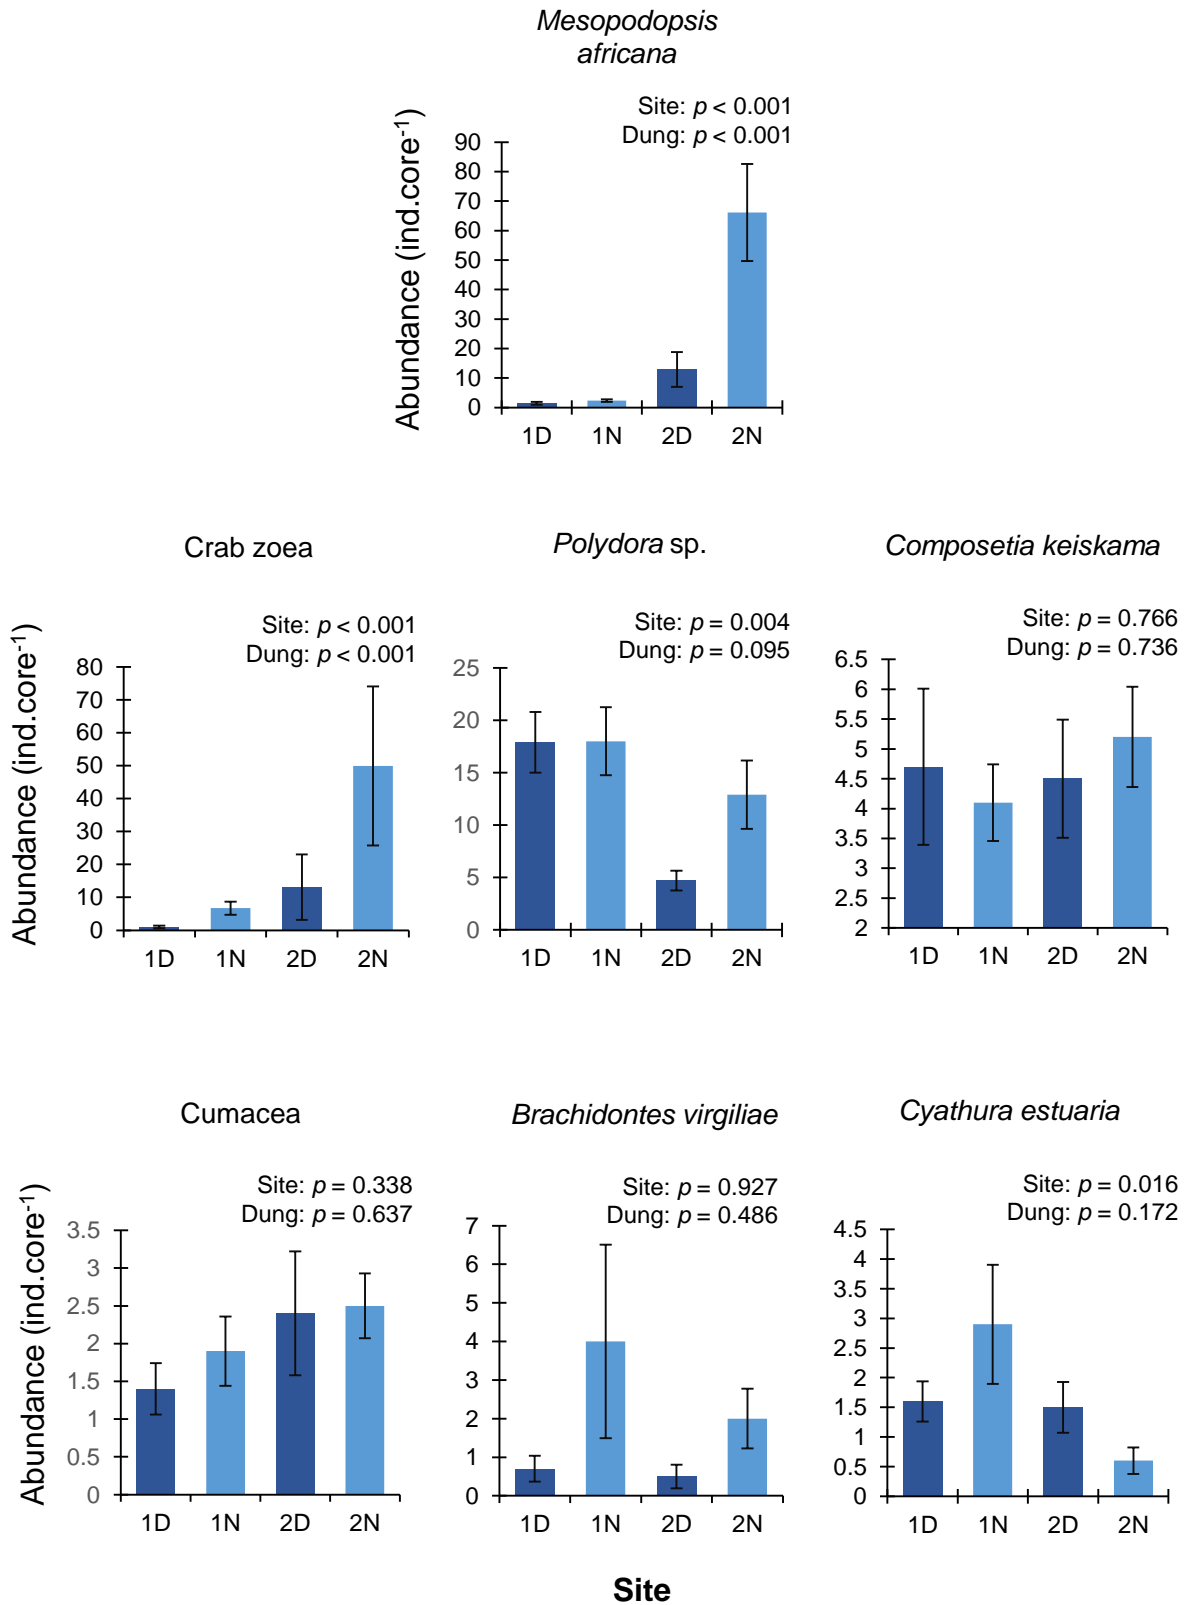 Mesopodopsis
africana
Site: p < 0.001
Dung: p < 0.001
Abundance (ind.core-1)
90
80
70
60
50
40
30
20
10
0
1D 1N 2D 2N
Crab zoea
Site: p < 0.001
Dung: p < 0.001
Abundance (ind.core-1)
80
70
60
50
40
30
20
10
0
1D 1N 2D 2N
Polydora sp.
Site: p = 0.004
Dung: p = 0.095
25
20
15
10
5
0
1D 1N 2D 2N
Composetia keiskama
Site: p = 0.766
Dung: p = 0.736
6.5
6
5.5
5
4.5
4
3.5
3
2.5
2
1D 1N 2D 2N
Cumacea
Site: p = 0.338
Dung: p = 0.637
Abundance (ind.core-1)
3.5
3
2.5
2
1.5
1
0.5
0
1D 1N 2D 2N
Brachidontes virgiliae
Site: p = 0.927
Dung: p = 0.486
7
6
5
4
3
2
1
0
1D 1N 2D 2N
Cyathura estuaria
Site: p = 0.016
Dung: p = 0.172
4.5
4
3.5
3
2.5
2
1.5
1
0.5
0
1D 1N 2D 2N
Site